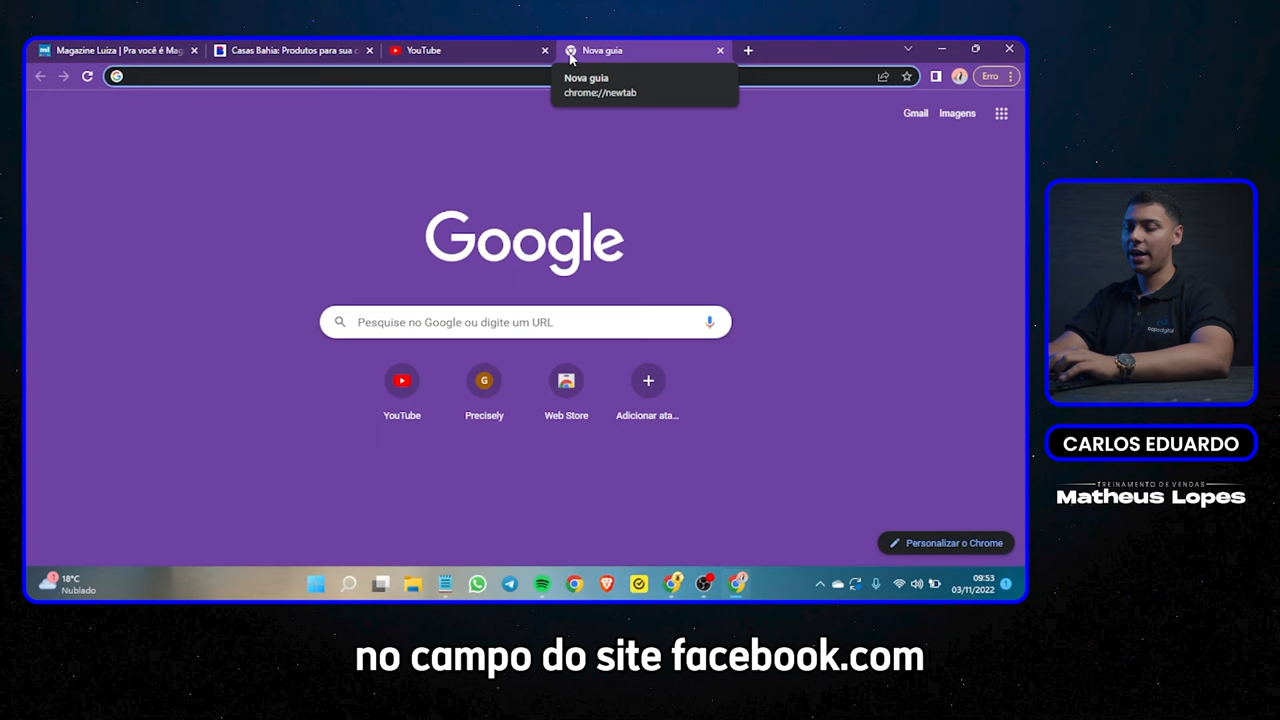 Magazine Luiza | Pra você é Mag
Casas Bahia: Produtos para sua c
YouTube
Nova guia
Nova guia
chrome://newtab
Erro
Gmail
Imagens
Google
Pesquise no Google ou digite um URL
G
YouTube
Precisely
Web Store
Adicionar ata...
Personalizar o Chrome
18°C
Nublado
09:53
03/11/2022
CARLOS EDUARDO
TREINAMENTO DE VENDAS
Matheus Lopes
no campo do site facebook.com